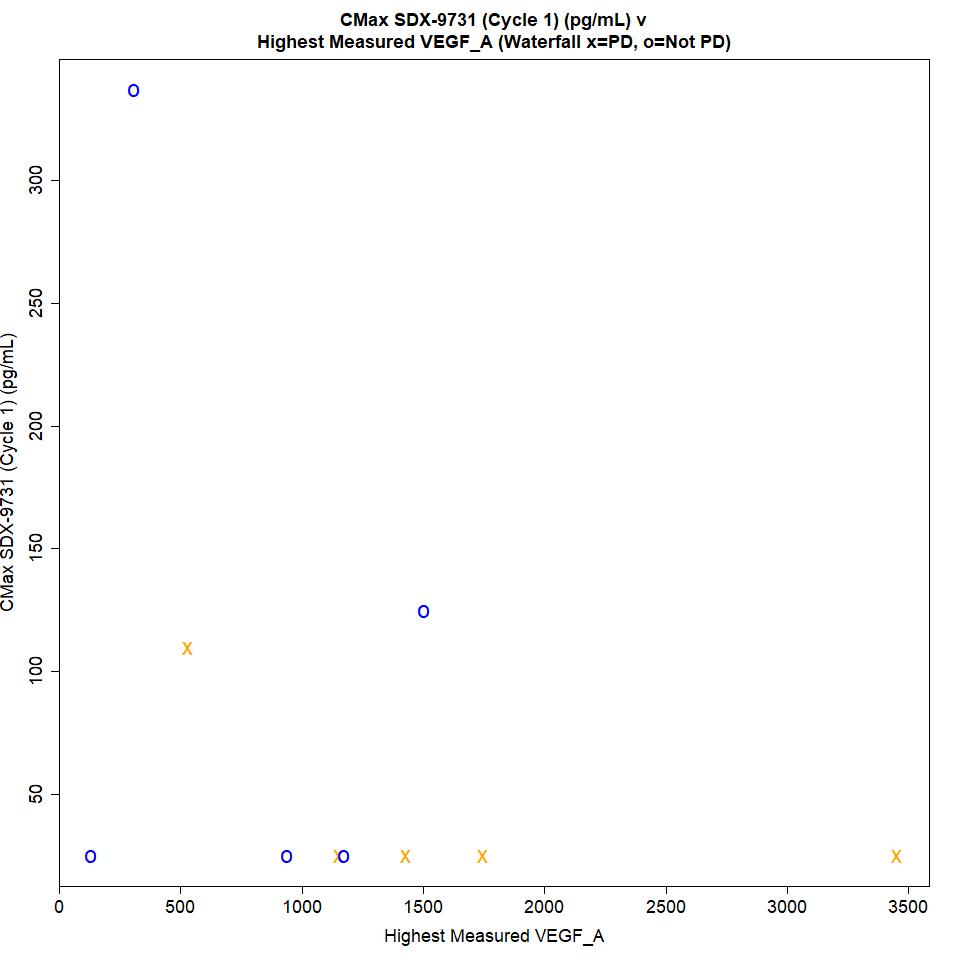 CMax SDX-9731 (Cycle 1) (pg/mL) v
Highest Measured VEGF_A (Waterfall x=PD, o=Not PD)
CMax SDX-9731 (Cycle 1) (pg/mL)
300
250
200
150
100
50
o
o
x
o
o
x
o
x
x
x
0
500
1000
1500
2000
2500
3000
3500
Highest Measured VEGF_A